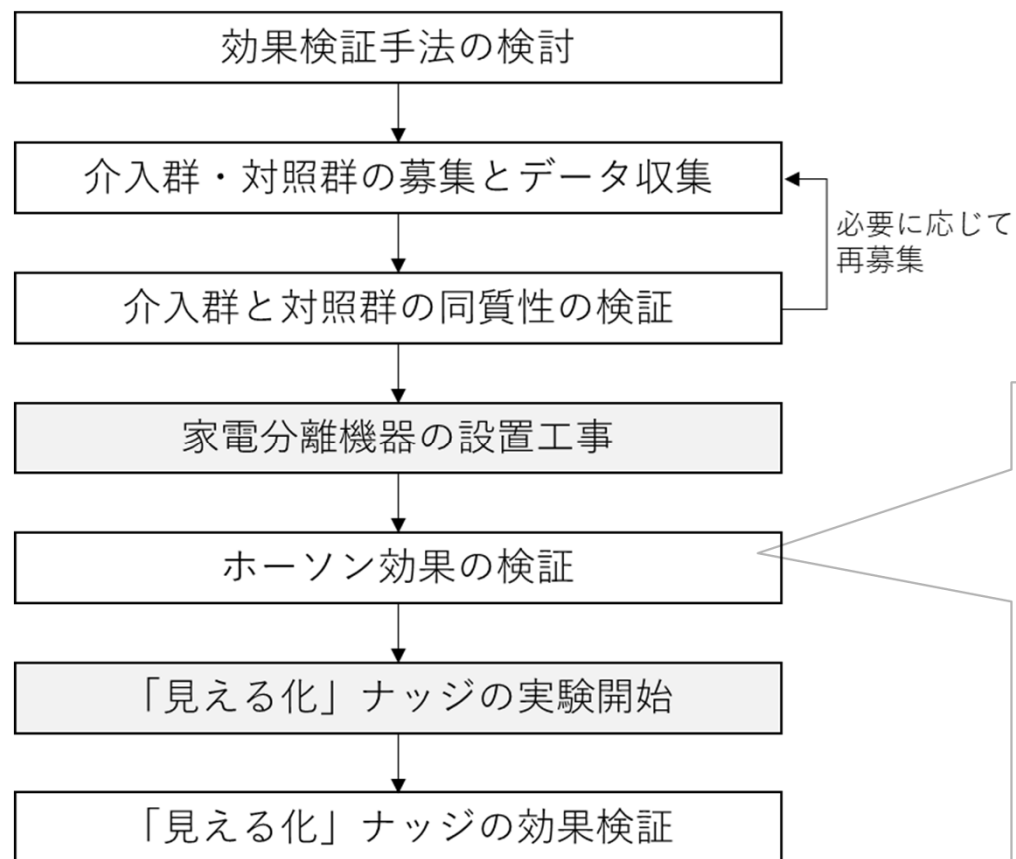 効果検証手法の検討
介入群・対照群の募集とデータ収集
必要に応じて
再募集
介入群と対照群の同質性の検証
家電分離機器の設置工事
ホーソン効果の検証
「見える化」ナッジの実験開始
「見える化」ナッジの効果検証